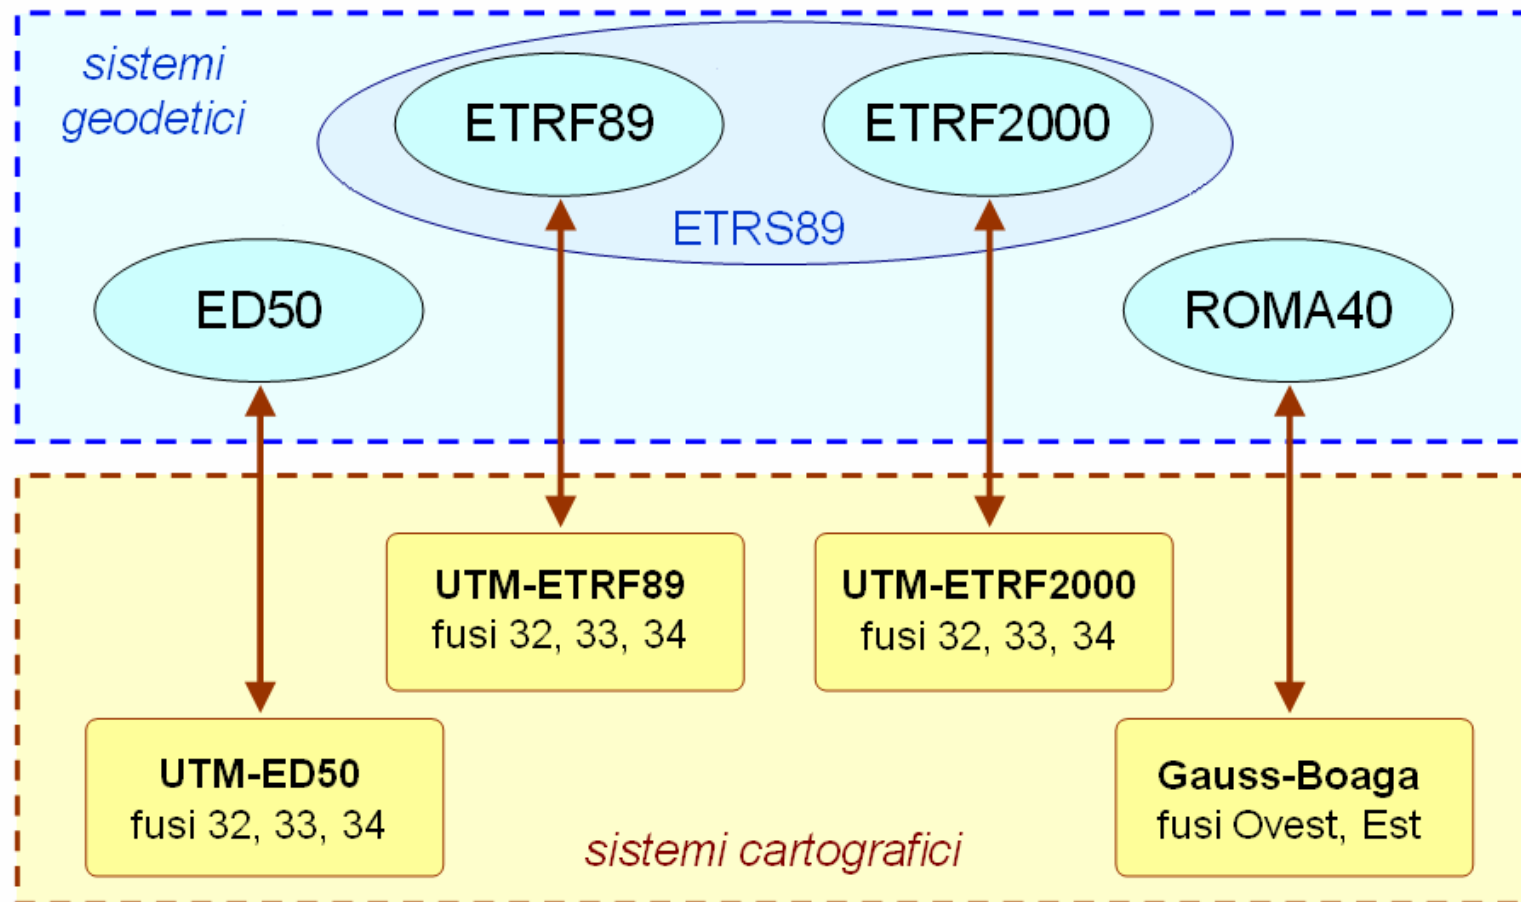 sistemi
geodetici
ETRF89
ETRF2000
ETRS89
ED50
ROMA40
UTM-ETRF89
fusi 32, 33, 34
UTM-ETRF2000
fusi 32, 33, 34
UTM-ED50
fusi 32, 33, 34
Gauss-Boaga
fusi Ovest, Est
sistemi cartografici